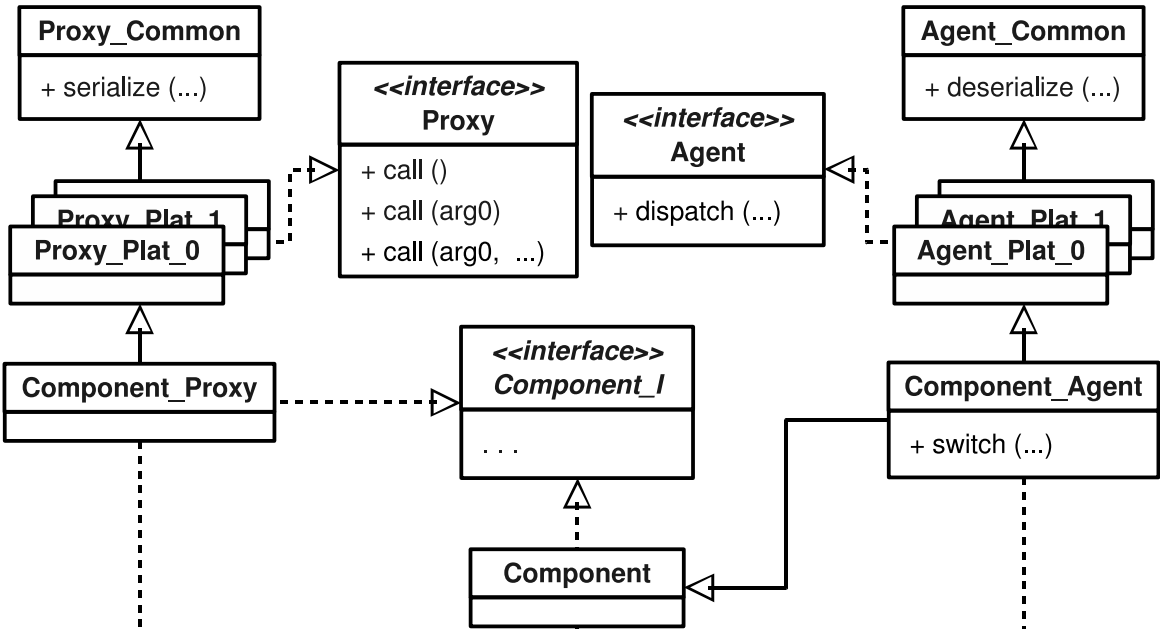 Proxy_Common
+ serialize (...)
Proxy_Plat_1
Proxy_Plat_0
<<interface>>
Proxy
+ call ()
+ call (arg0)
+ call (arg0, ...)
<<interface>>
Agent
+ dispatch (...)
Agent_Common
+ deserialize (...)
Agent_Plat_1
Agent_Plat_0
Component_Proxy
<<interface>>
Component_I
. . .
Component_Agent
+ switch (...)
Component